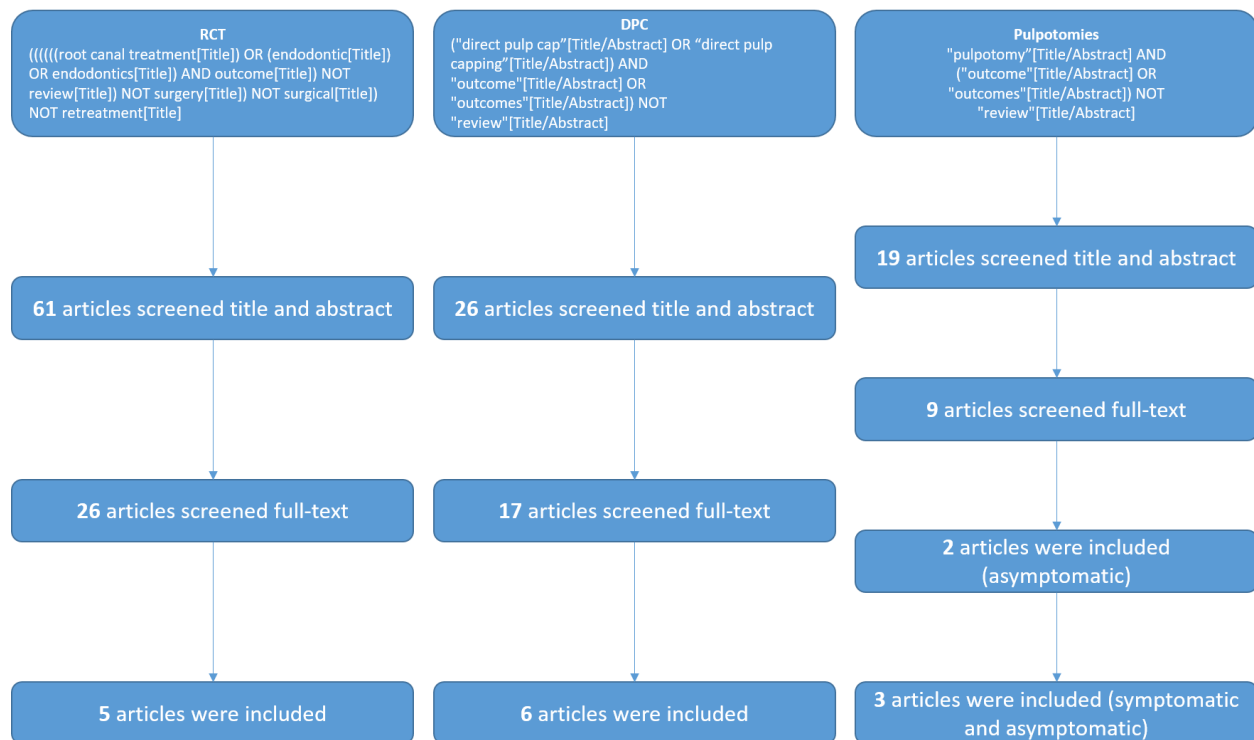 RCT
((((((root canal treatment[Title]) OR (endodontic[Title])
OR endodontics[Title]) AND outcome[Title]) NOT
review[Title]) NOT surgery[Title]) NOT surgical[Title])
NOT retreatment[Title]
61 articles screened title and abstract
26 articles screened full-text
5 articles were included
DPC
("direct pulp cap”[Title/Abstract] OR “direct pulp
capping”[Title/Abstract]) AND
"outcome"[Title/Abstract] OR
"outcomes"[Title/Abstract]) NOT
"review"[Title/Abstract]
26 articles screened title and abstract
17 articles screened full-text
6 articles were included
Pulpotomies
"pulpotomy”[Title/Abstract] AND
("outcome"[Title/Abstract] OR
"outcomes"[Title/Abstract]) NOT
"review"[Title/Abstract]
19 articles screened title and abstract
9 articles screened full-text
2 articles were included
(asymptomatic)
3 articles were included (symptomatic
and asymptomatic)